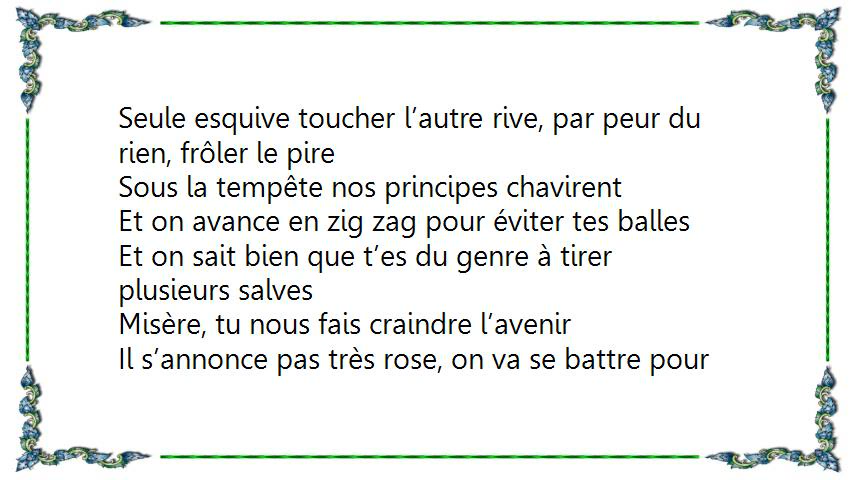 Seule esquive toucher l’autre rive, par peur du
rien, frôler le pire
Sous la tempête nos principes chavirent
Et on avance en zig zag pour éviter tes balles
Et on sait bien que t’es du genre à tirer
plusieurs salves
Misère, tu nous fais craindre l’avenir
Il s’annonce pas très rose, on va se battre pour